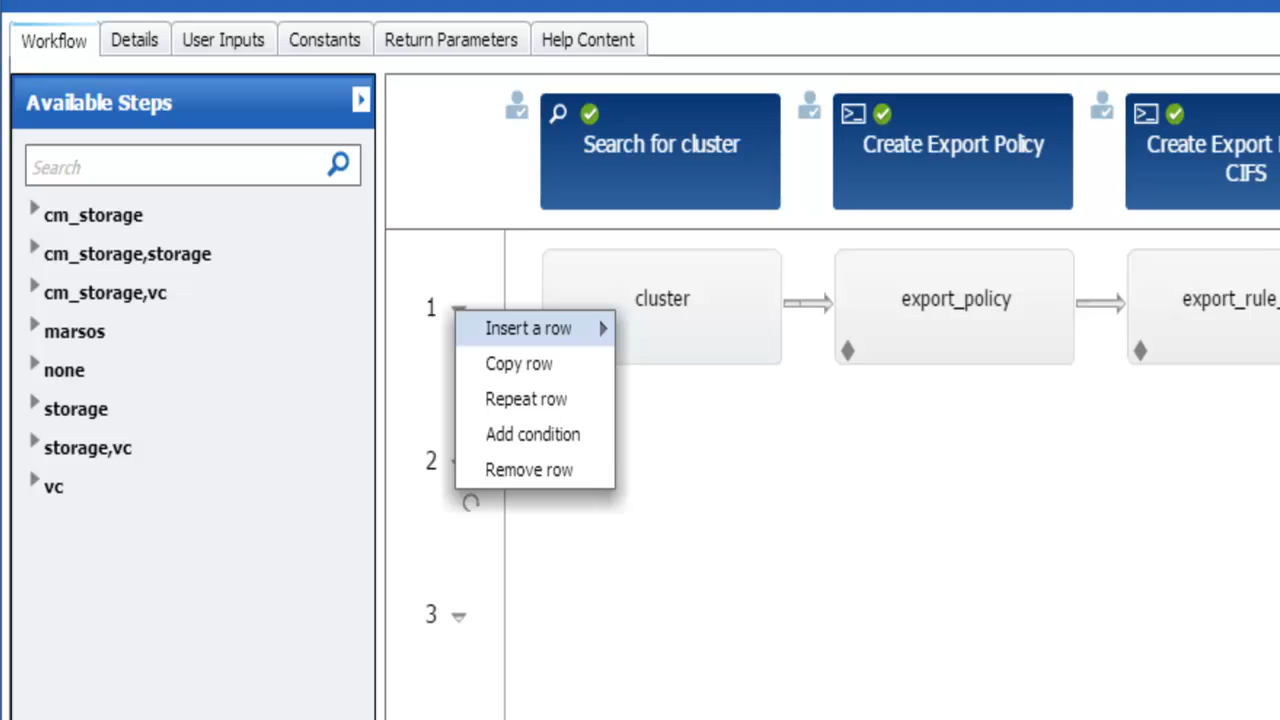 Workflow
Details
User Inputs
Constants
Return Parameters
Help Content
Available Steps
Search
cm_storage
cm_storage,storage
cm_storage,vc
marsos
none
storage
storage,vc
vc
Search for cluster
Create Export Policy
Create Export
CIFS
1
cluster
export_policy
export_rule_
Insert a row
Copy row
Repeat row
Add condition
Remove row
2
3